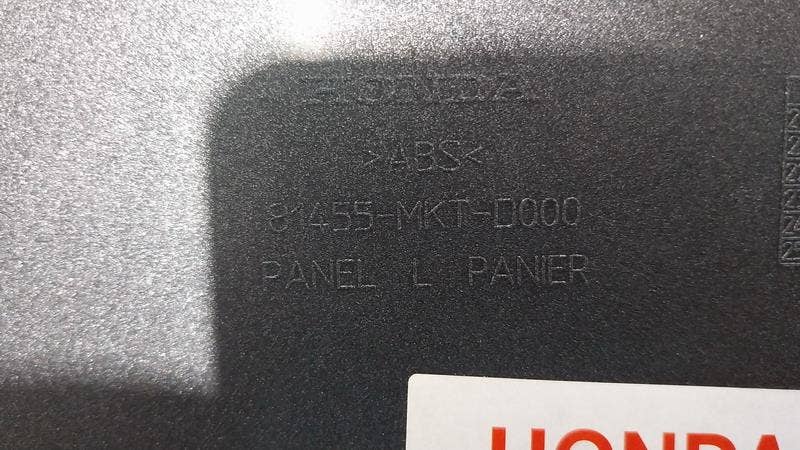 HONDA
>ABS<
81455-MKT-D000
PANEL L PANIER
HONDA